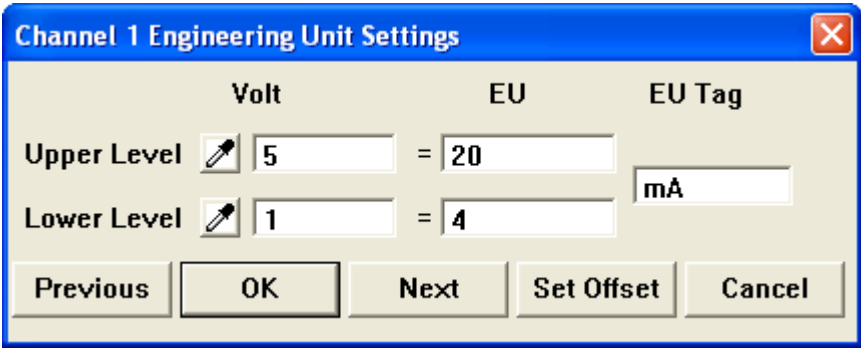 Channel 1 Engineering Unit Settings
Volt EU EU Tag
Upper Level 5 = 20
mA
Lower Level 1 = 4
Previous OK Next Set Offset Cancel